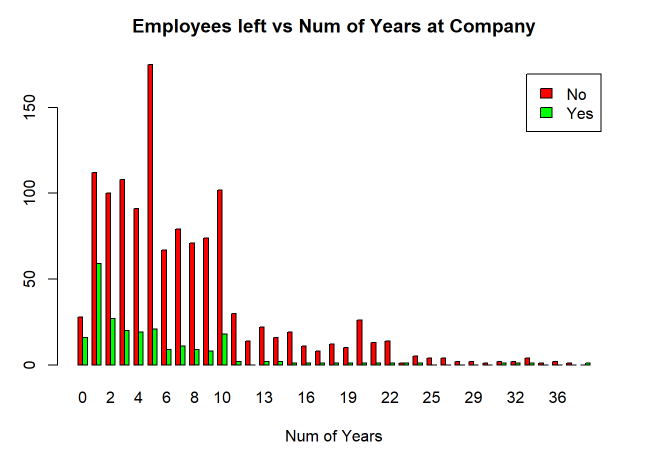 Employees left vs Num of Years at Company
No
Yes
150
100
50
0
0 2 4 6 8 10 13 16 19 22 25 29 32 36
Num of Years